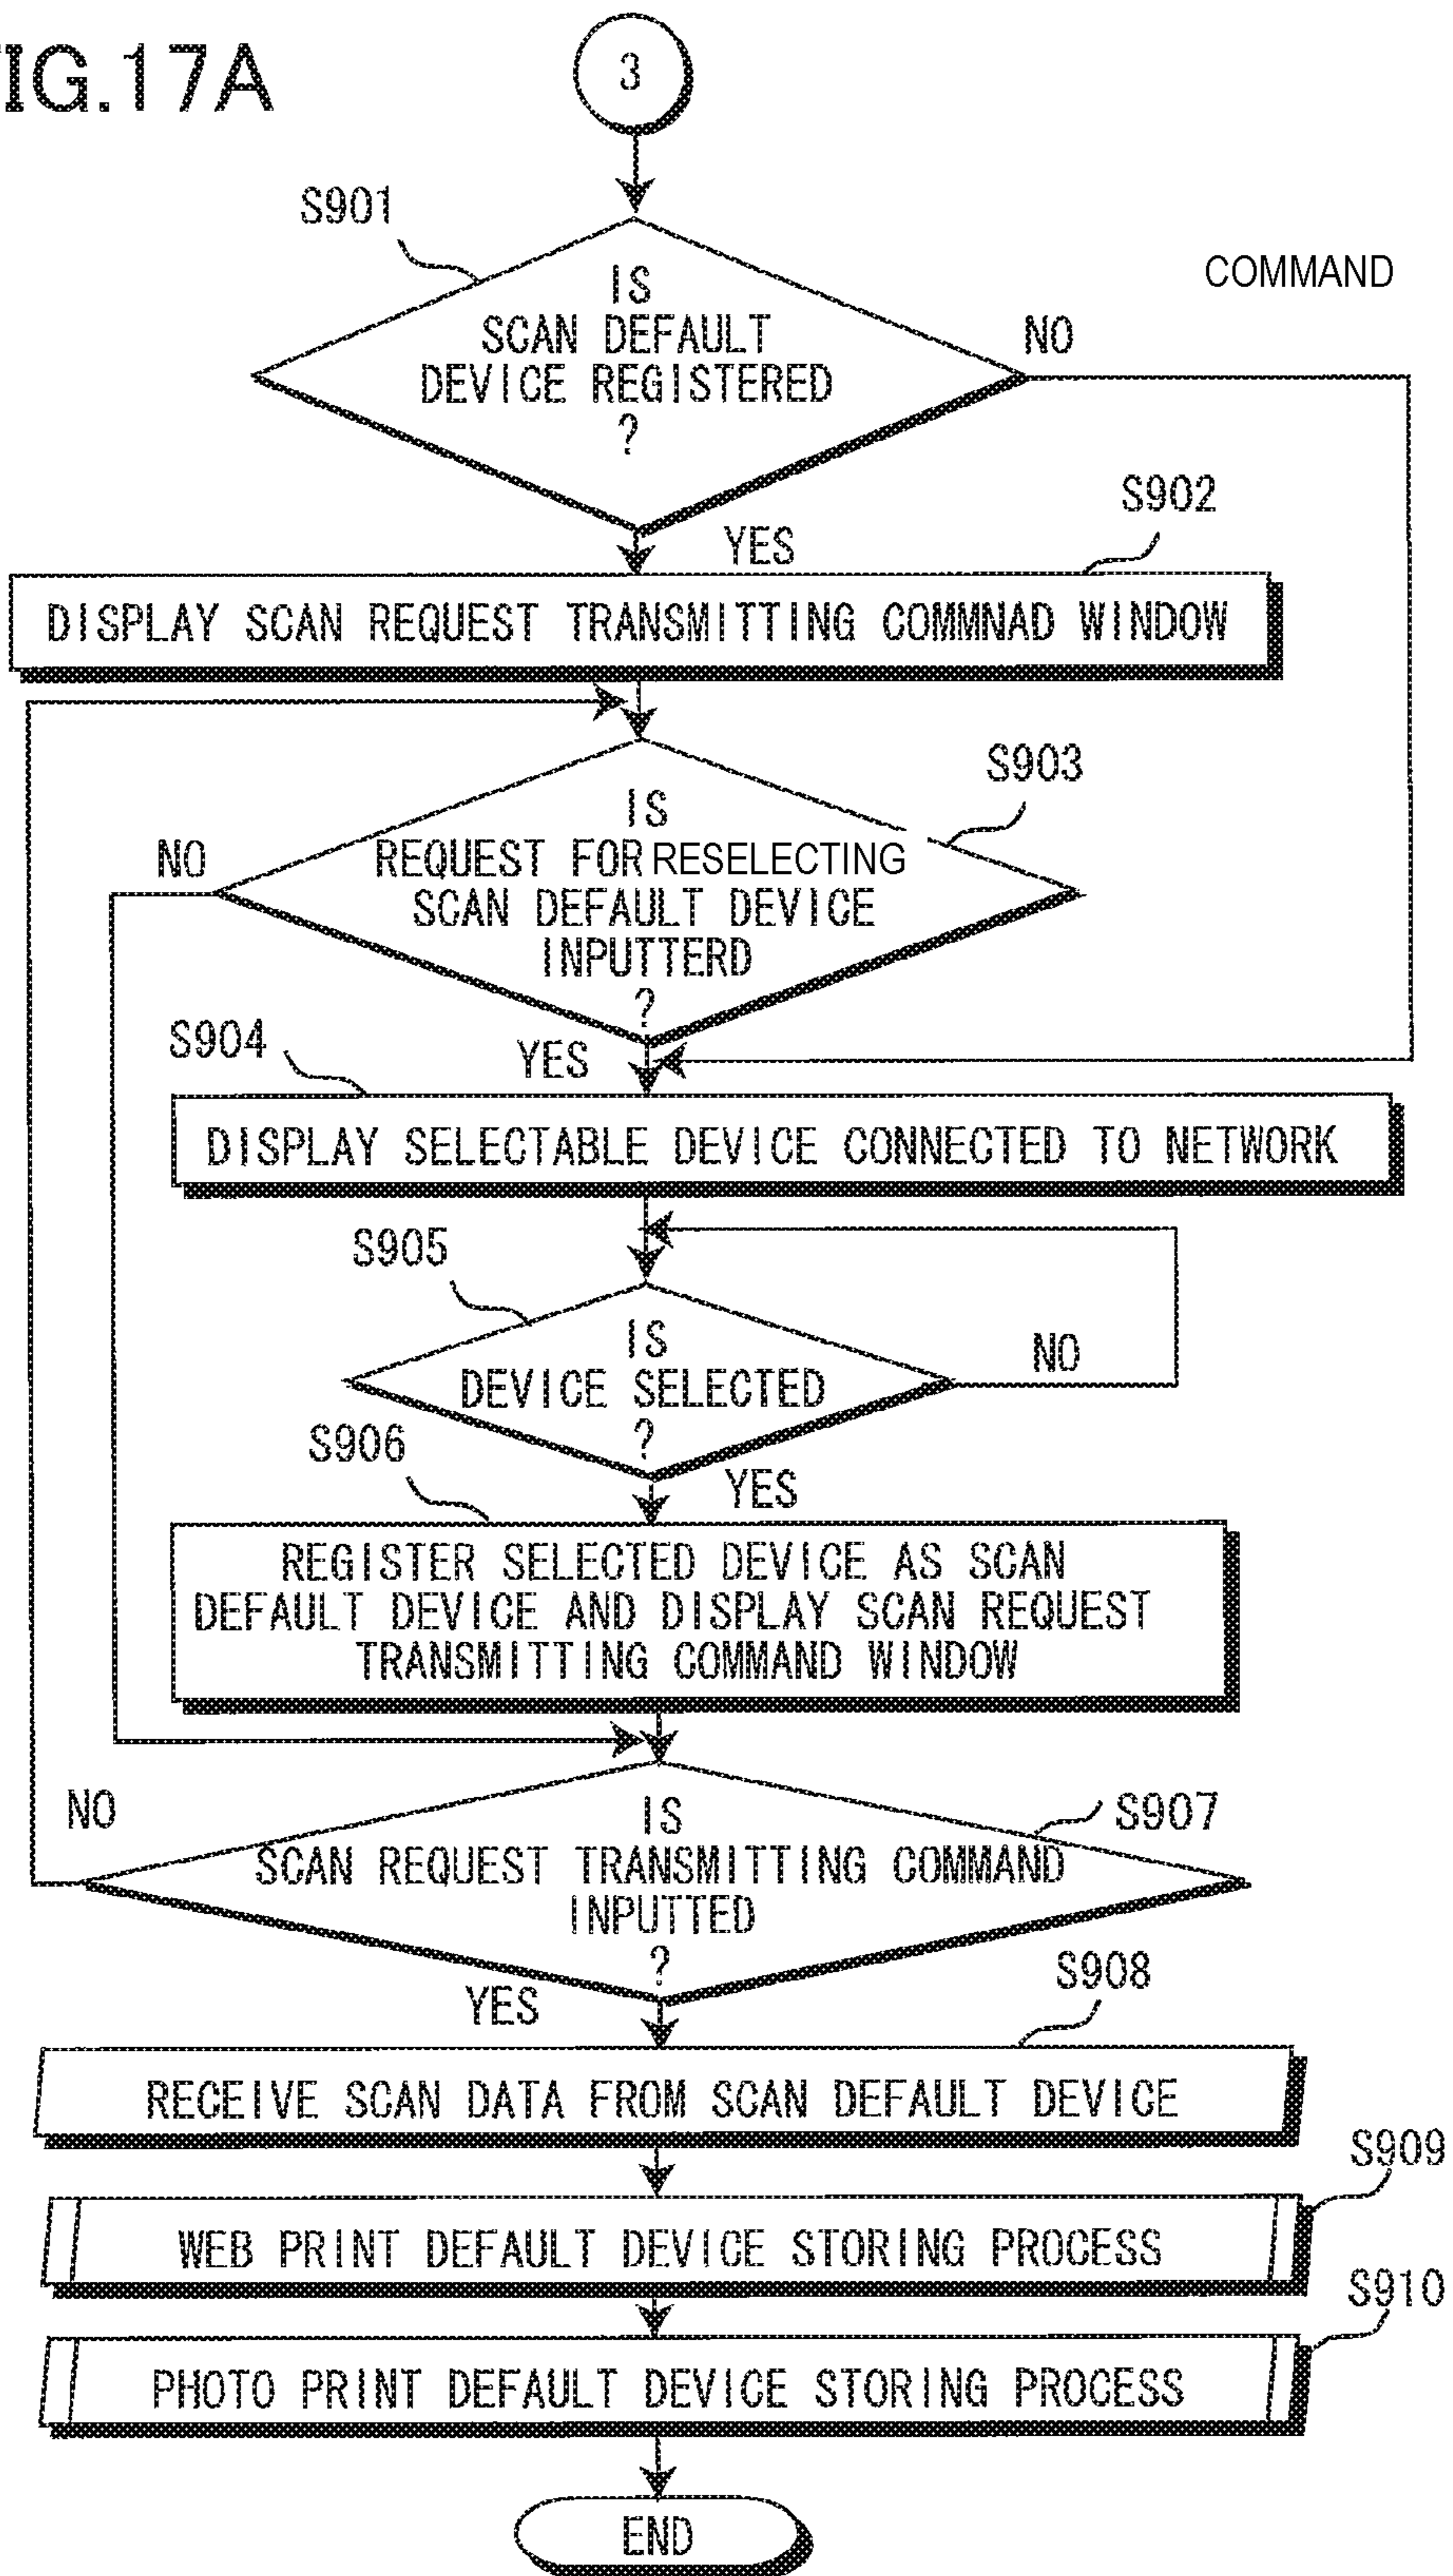 IG.17A
3
S901
IS
SCAN DEFAULT
DEVICE REGISTERED
?
COMMAND
NO
YES
S902
DISPLAY SCAN REQUEST TRANSMITTING COMMNAD WINDOW
S903
IS
REQUEST FOR RESELECTING
SCAN DEFAULT DEVICE
INPUTTERD
?
NO
YES
S904
DISPLAY SELECTABLE DEVICE CONNECTED TO NETWORK
S905
IS
DEVICE SELECTED
?
NO
YES
S906
REGISTER SELECTED DEVICE AS SCAN
DEFAULT DEVICE AND DISPLAY SCAN REQUEST
TRANSMITTING COMMAND WINDOW
NO
S907
IS
SCAN REQUEST TRANSMITTING COMMAND
INPUTTED
?
YES
S908
RECEIVE SCAN DATA FROM SCAN DEFAULT DEVICE
S909
WEB PRINT DEFAULT DEVICE STORING PROCESS
S910
PHOTO PRINT DEFAULT DEVICE STORING PROCESS
END